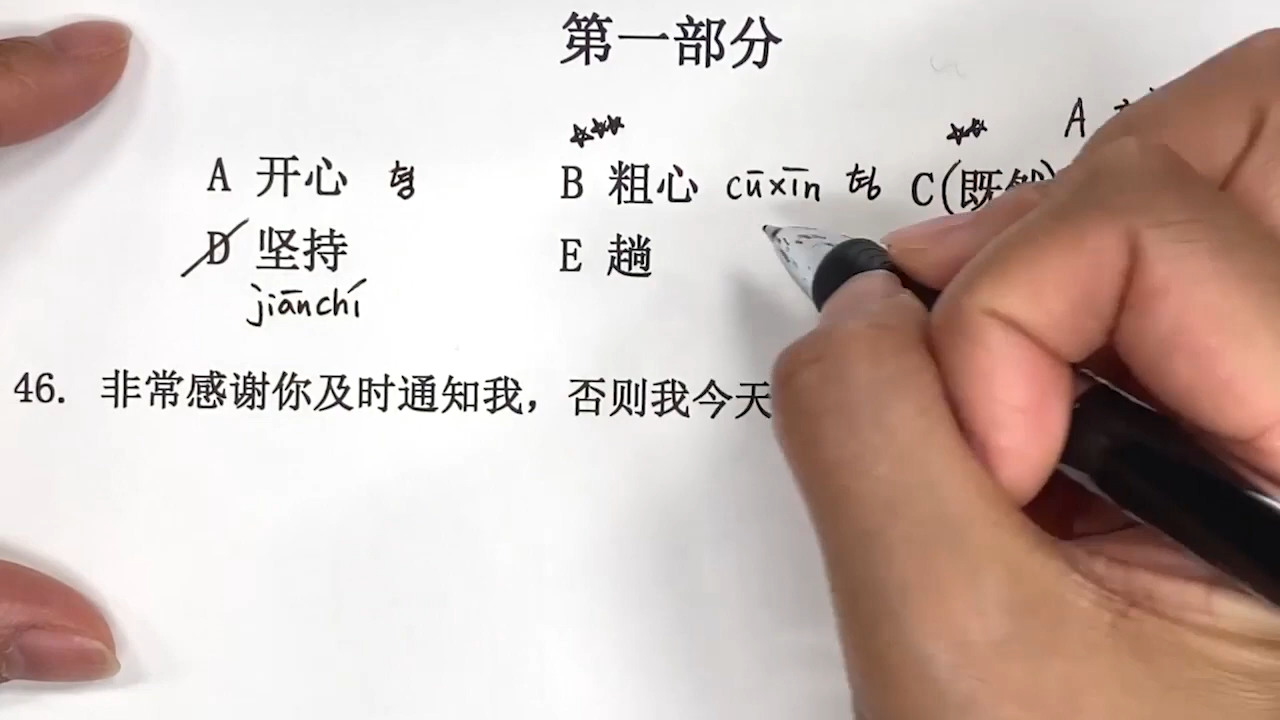 第一部分
A
A 开心 B 粗心 cūxīn C(既然)
D 坚持 E 趟
jiānchí
46. 非常感谢你及时通知我，否则我今天